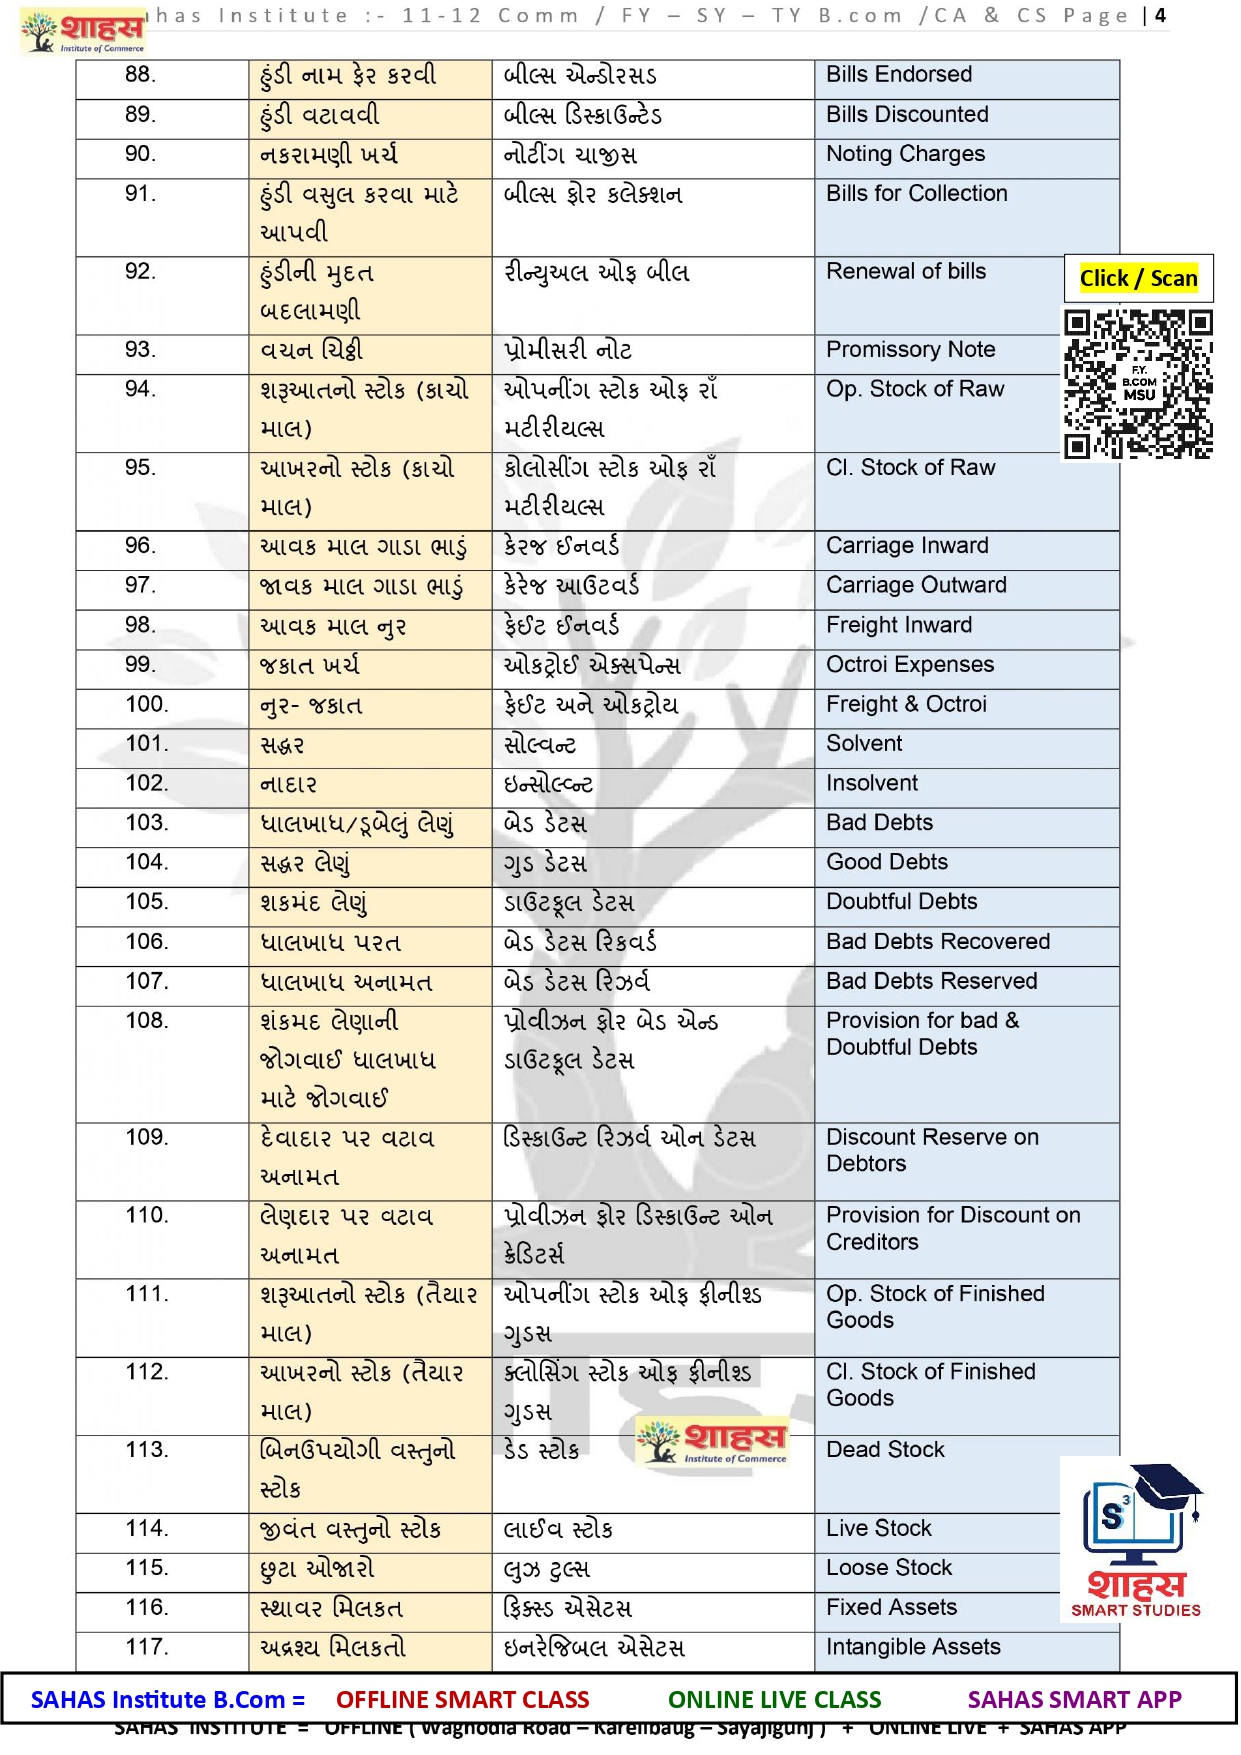 शाहस
Institute of Commerce
ahas Institute :- 11-12 Comm / FY – SY – TY B.com /CA & CS Page | 4
88. હુંડી નામ ફેર કરવી બીલ્સ એન્ડોરસડ Bills Endorsed
89. હુંડી વટાવવી બીલ્સ ડિસ્કાઉન્ટેડ Bills Discounted
90. નકરામણી ખર્ચ નોટીંગ ચાર્જીસ Noting Charges
91. હુંડી વસુલ કરવા માટે બીલ્સ ફોર કલેક્શન Bills for Collection
આપવી
92. હુંડીની મુદત રીન્યુઅલ ઓફ બીલ Renewal of bills
બદલામણી
Click / Scan
93. વચન ચિઠ્ઠી પ્રોમીસરી નોટ Promissory Note
F.Y.
B.COM
MSU
94. શરૂઆતનો સ્ટોક (કાચો ઓપનીંગ સ્ટોક ઓફ રાઁ Op. Stock of Raw
માલ) મટીરીયલ્સ
95. આખરનો સ્ટોક (કાચો કોલોસીંગ સ્ટોક ઓફ રાઁ Cl. Stock of Raw
માલ) મટીરીયલ્સ
96. આવક માલ ગાડા ભાડું કેરજ ઈનવર્ડ Carriage Inward
97. જાવક માલ ગાડા ભાડું કેરેજ આઉટવર્ડ Carriage Outward
98. આવક માલ નુર ફ્રેઈટ ઈનવર્ડ Freight Inward
99. જકાત ખર્ચ ઓકટ્રોઈ એક્સપેન્સ Octroi Expenses
100. નુર- જકાત ફ્રેઈટ અને ઓકટ્રોય Freight & Octroi
101. સદ્ધર સોલ્વન્ટ Solvent
102. નાદાર ઇન્સોલ્વ્ન્ટ Insolvent
103. ઘાલખાધ/ડૂબેલું લેણું બેડ ડેટસ Bad Debts
104. સદ્ધર લેણું ગુડ ડેટસ Good Debts
105. શકમંદ લેણું ડાઉટફૂલ ડેટસ Doubtful Debts
106. ઘાલખાધ પરત બેડ ડેટસ રિકવર્ડ Bad Debts Recovered
107. ઘાલખાધ અનામત બેડ ડેટસ રિઝર્વ Bad Debts Reserved
108. શંકમદ લેણાની પ્રોવીઝન ફોર બેડ એન્ડ Provision for bad &
જોગવાઈ ઘાલખાધ ડાઉટફૂલ ડેટસ Doubtful Debts
માટે જોગવાઈ
109. દેવાદાર પર વટાવ ડિસ્કાઉન્ટ રિઝર્વ ઓન ડેટસ Discount Reserve on
અનામત Debtors
110. લેણદાર પર વટાવ પ્રોવીઝન ફોર ડિસ્કાઉન્ટ ઓન Provision for Discount on
અનામત ક્રેડિટર્સ Creditors
111. શરૂઆતનો સ્ટોક (તૈયાર ઓપનીંગ સ્ટોક ઓફ ફીનીશ્ડ Op. Stock of Finished
માલ) ગુડસ Goods
112. આખરનો સ્ટોક (તૈયાર ક્લોસિંગ સ્ટોક ઓફ ફીનીશ્ડ Cl. Stock of Finished
માલ) ગુડસ Goods
शाहस
Institute of Commerce
113. બિનઉપયોગી વસ્તુનો ડેડ સ્ટોક Dead Stock
સ્ટોક
114. જીવંત વસ્તુનો સ્ટોક લાઈવ સ્ટોક Live Stock
115. છુટા ઓજારો લુઝ ટુલ્સ Loose Stock
116. સ્થાવર મિલકત ફિક્સ્ડ એસેટસ Fixed Assets
S3
शाहस
SMART STUDIES
117. અદ્રશ્ય મિલકતો ઇનરેજિબલ એસેટસ Intangible Assets
SAHAS Institute B.Com = OFFLINE SMART CLASS ONLINE LIVE CLASS SAHAS SMART APP
SAHAS INSTITUTE = OFFLINE ( Waghodia Road – Karelibaug – Sayajigunj ) + ONLINE LIVE + SAHAS APP